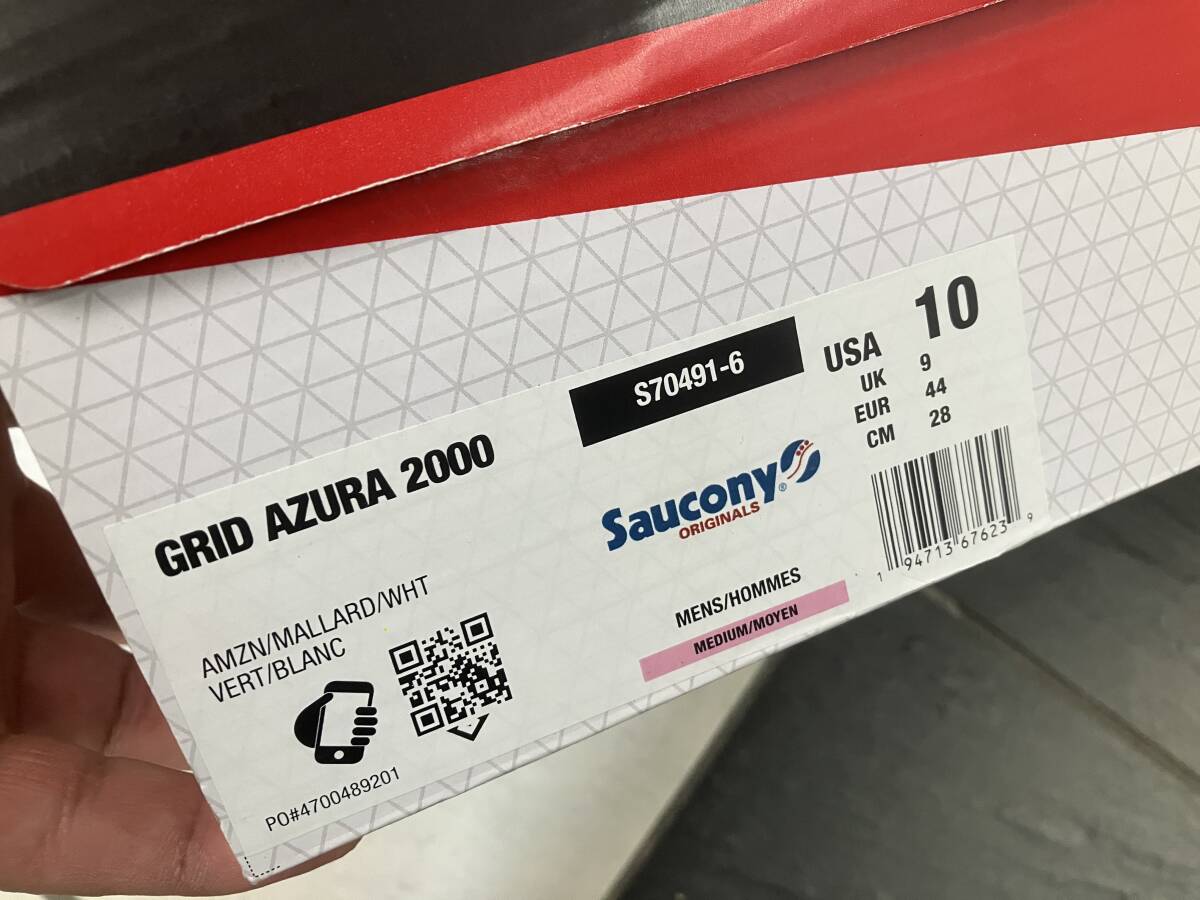 GRID AZURA 2000
S70491-6
USA 10
UK 9
EUR 44
CM 28
Saucony®
ORIGINALS
AMZN/MALLARD/WHT
VERT/BLANC
MENS/HOMMES
MEDIUM/MOYEN
1 94713 67623 9
PO#4700489201